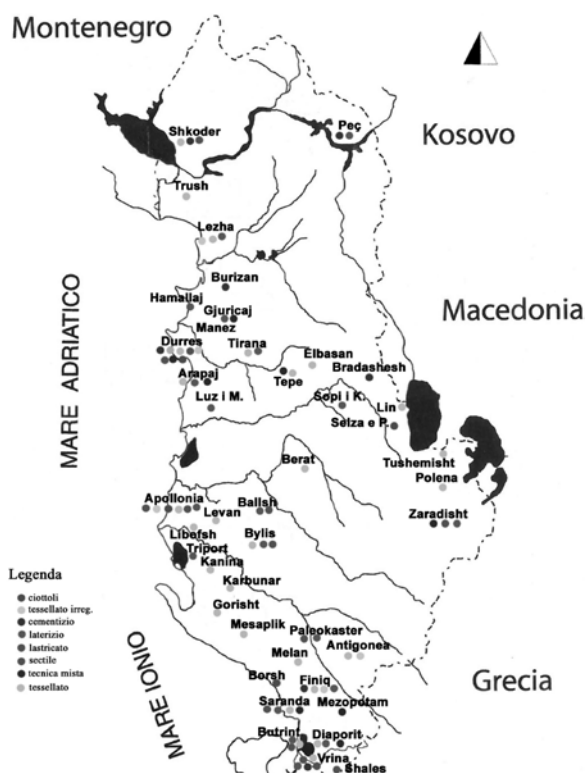 Montenegro
Shkoder
Peç
Kosovo
Trush
Lezha
Burizan
Hamallaj
Gjuricaj
Manez
Macedonia
MARE ADRIATICO
Durres
Tirana
Elbasan
Bradashesh
Arapaj
Tepe
Luz i M.
Sopi i K.
Lin
Selza e P.
Berat
Tushemisht
Polena
Apollonia
Levan
Ballsh
Zaradisht
Libefsh
Bylis
Triport
Kanina
Karbunar
Gorisht
Mesaplik
Paleokaster
Melan
Antigonea
MARE IONIO
Borsh
Finiq
Grecia
Saranda
Mezopotam
Butrint
Diaporit
Vrina
Shales
Legenda
ciottoli
tessellato irreg.
cementizio
laterizio
lastricato
sectile
tecnica mista
tessellato